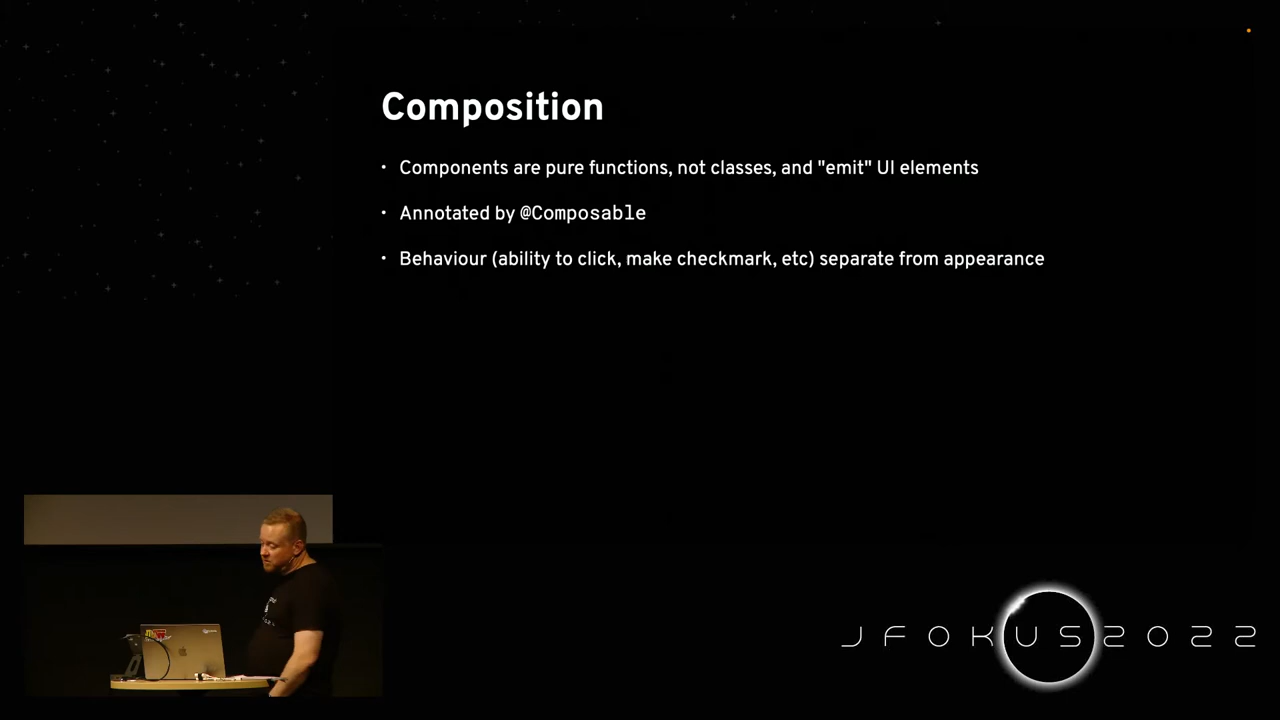 Composition
• Components are pure functions, not classes, and "emit" UI elements
• Annotated by @Composable
• Behaviour (ability to click, make checkmark, etc) separate from appearance
JFOKUS2022